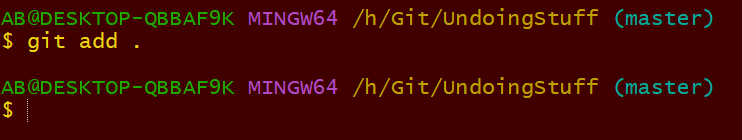 AB@DESKTOP-QBBAF9K MINGW64 /h/Git/UndoingStuff (master)
$ git add .
AB@DESKTOP-QBBAF9K MINGW64 /h/Git/UndoingStuff (master)
$